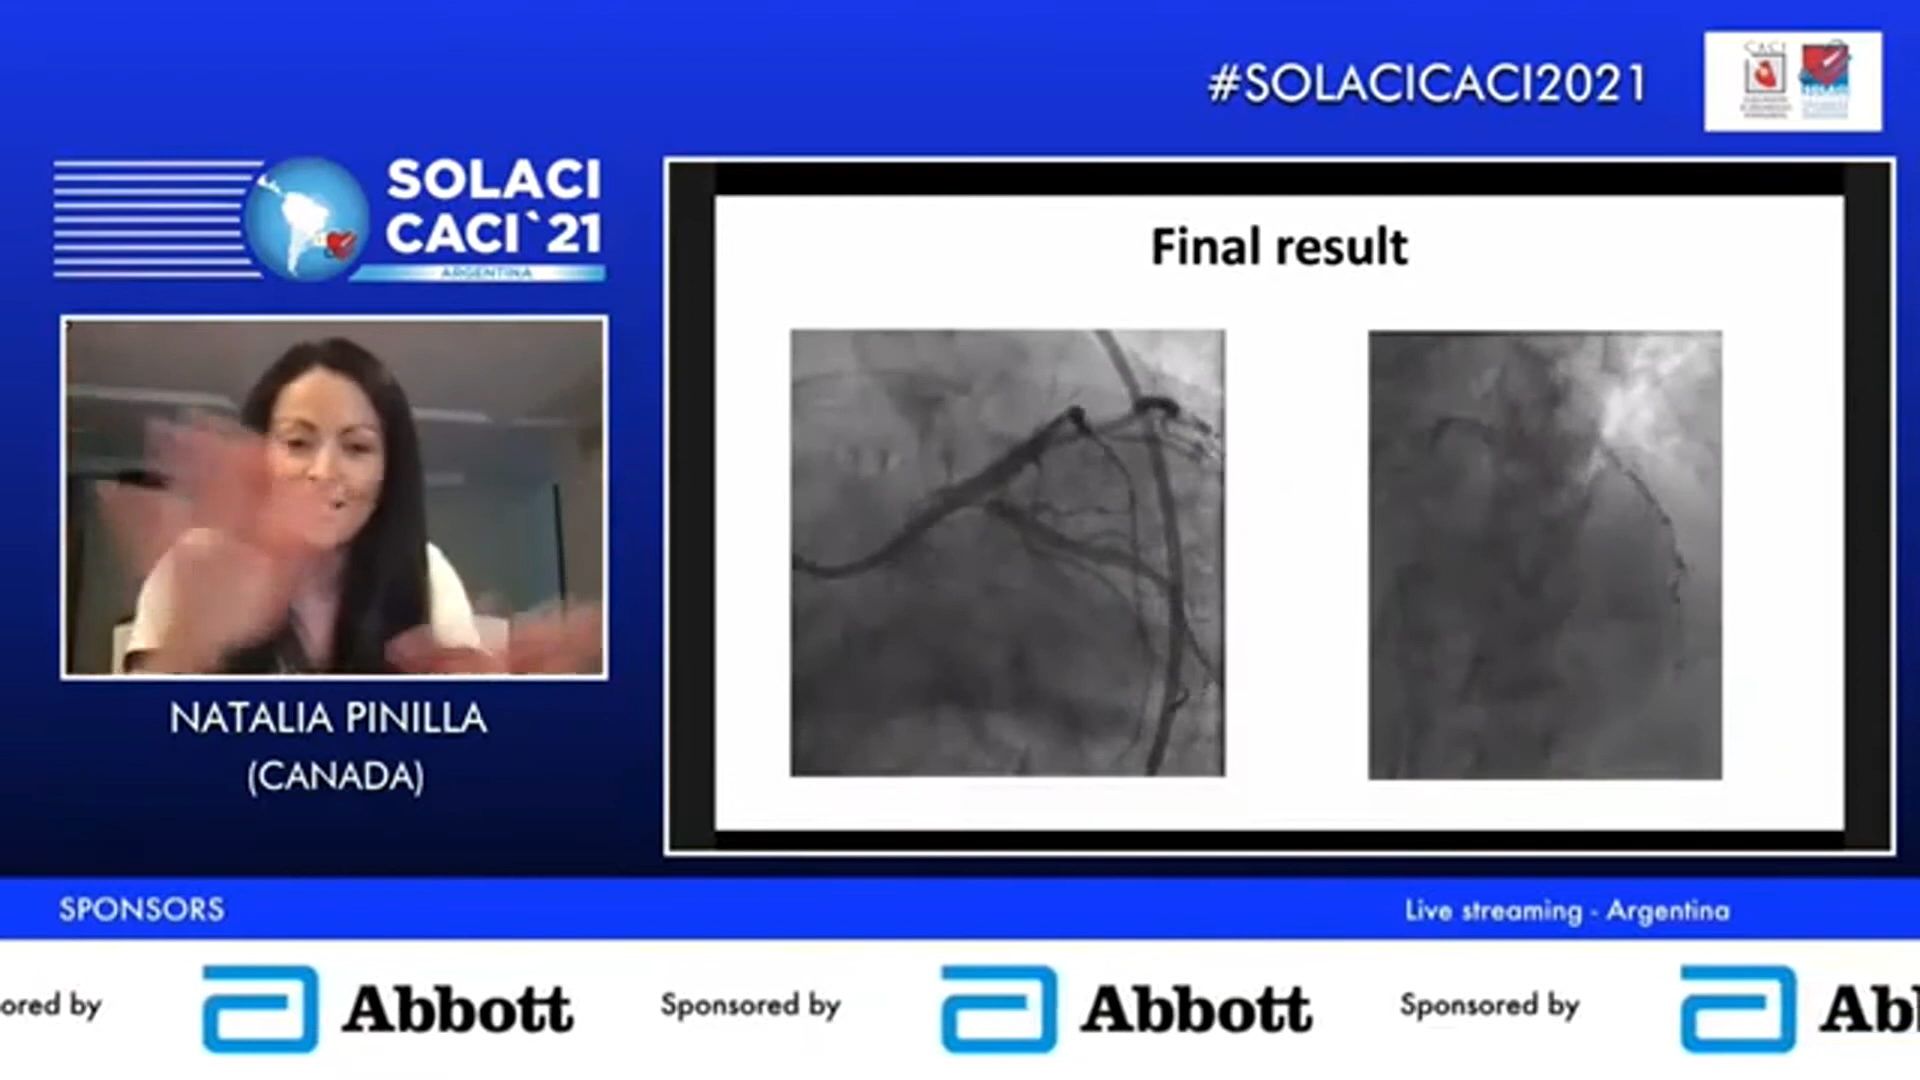 #SOLACICACI2021
CACI
SOLACI
CACI`21
ARGENTINA
Final result
NATALIA PINILLA
(CANADA)
SPONSORS
Live streaming - Argentina
ored by
Abbott
Sponsored by
Abbott
Sponsored by
Abl